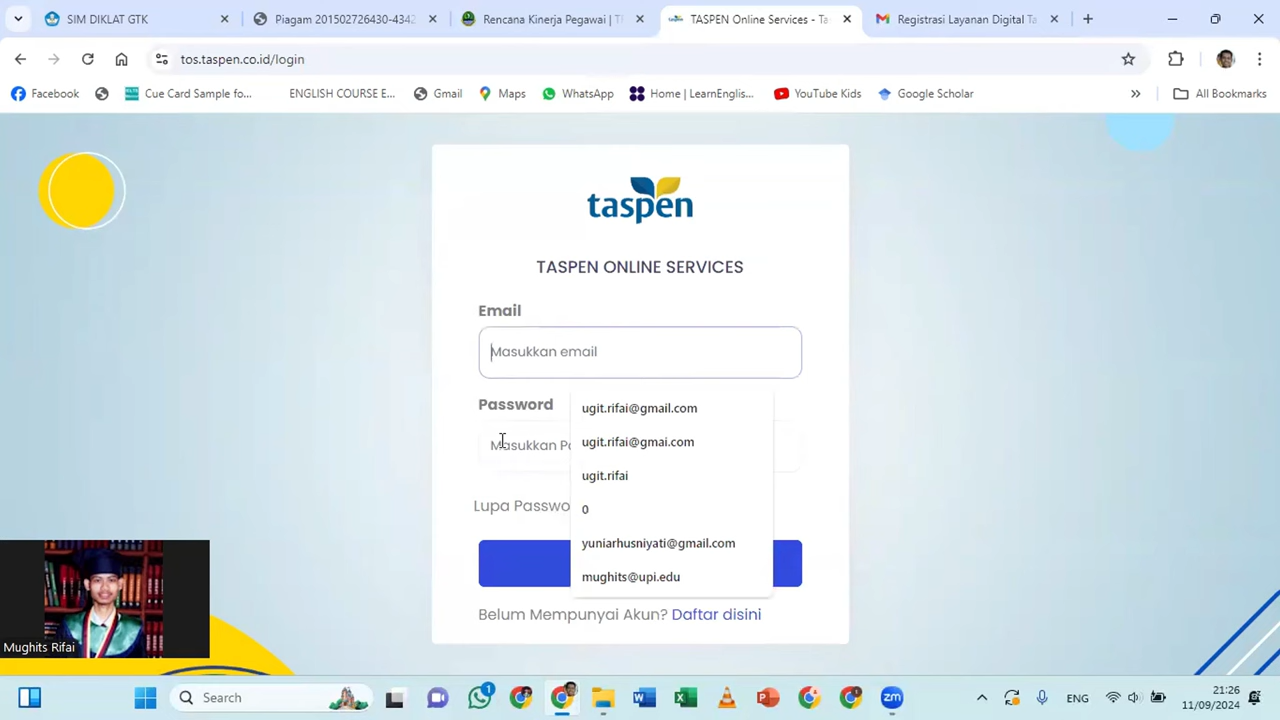 SIM DIKLAT GTK
Piagam 201502726430-4342
Rencana Kinerja Pegawai | TP
TASPEN Online Services - Ta
Registrasi Layanan Digital Ta
tos.taspen.co.id/login
Facebook
Cue Card Sample fo...
ENGLISH COURSE E...
Gmail
Maps
WhatsApp
Home | LearnEnglis...
YouTube Kids
Google Scholar
All Bookmarks
taspen
TASPEN ONLINE SERVICES
Email
Masukkan email
Password
ugit.rifai@gmail.com
Masukkan Pa
ugit.rifai@gmai.com
ugit.rifai
Lupa Passwo
0
yuniarhusniyati@gmail.com
mughits@upi.edu
Belum Mempunyai Akun? Daftar disini
Mughits Rifai
Search
1
zm
ENG
21:26
11/09/2024